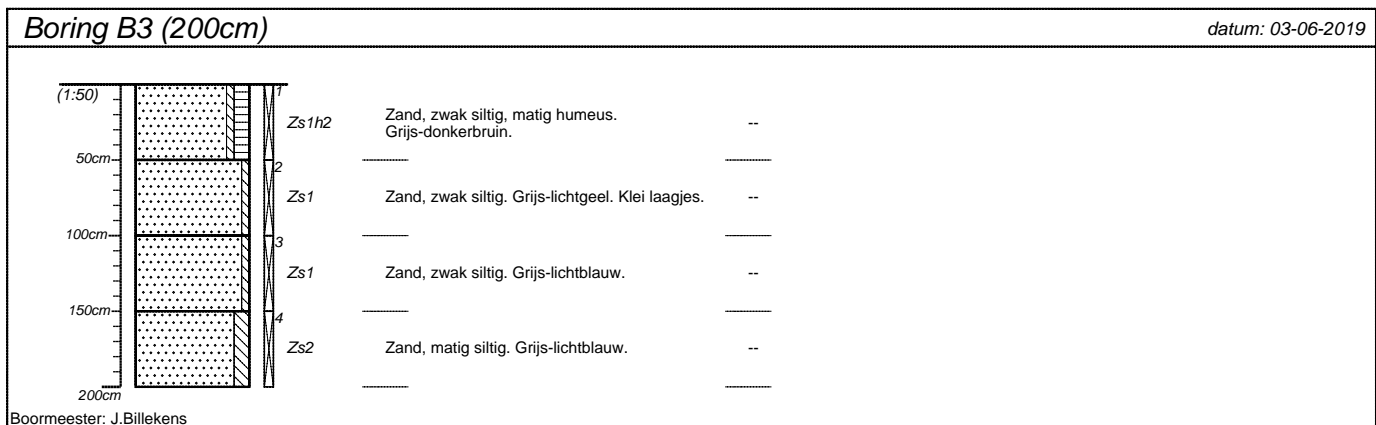 Boring B3 (200cm)
datum: 03-06-2019
(1:50)
1
Zs1h2
Zand, zwak siltig, matig humeus.
Grijs-donkerbruin.
--
50cm
2
Zs1
Zand, zwak siltig. Grijs-lichtgeel. Klei laagjes.
--
100cm
3
Zs1
Zand, zwak siltig. Grijs-lichtblauw.
--
150cm
4
Zs2
Zand, matig siltig. Grijs-lichtblauw.
--
200cm
Boormeester: J.Billekens